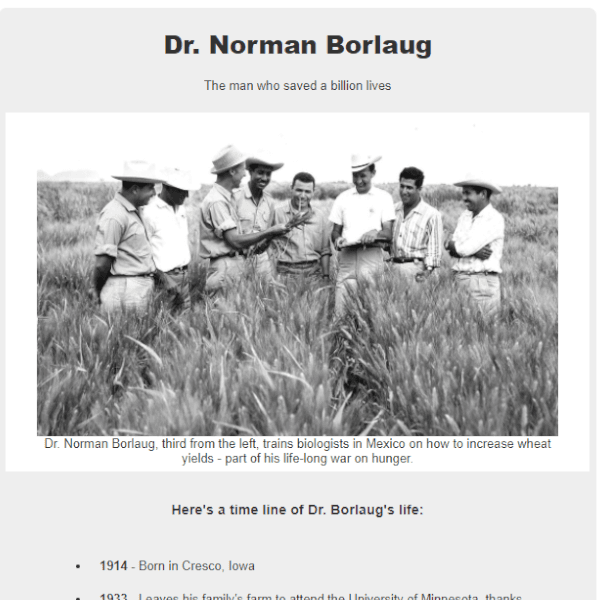 Dr. Norman Borlaug
The man who saved a billion lives
Dr. Norman Borlaug, third from the left, trains biologists in Mexico on how to increase wheat
yields - part of his life-long war on hunger.
Here's a time line of Dr. Borlaug's life:
• 1914 - Born in Cresco, Iowa
• 1933 - Leaves his family's farm to attend the University of Minnesota, thanks